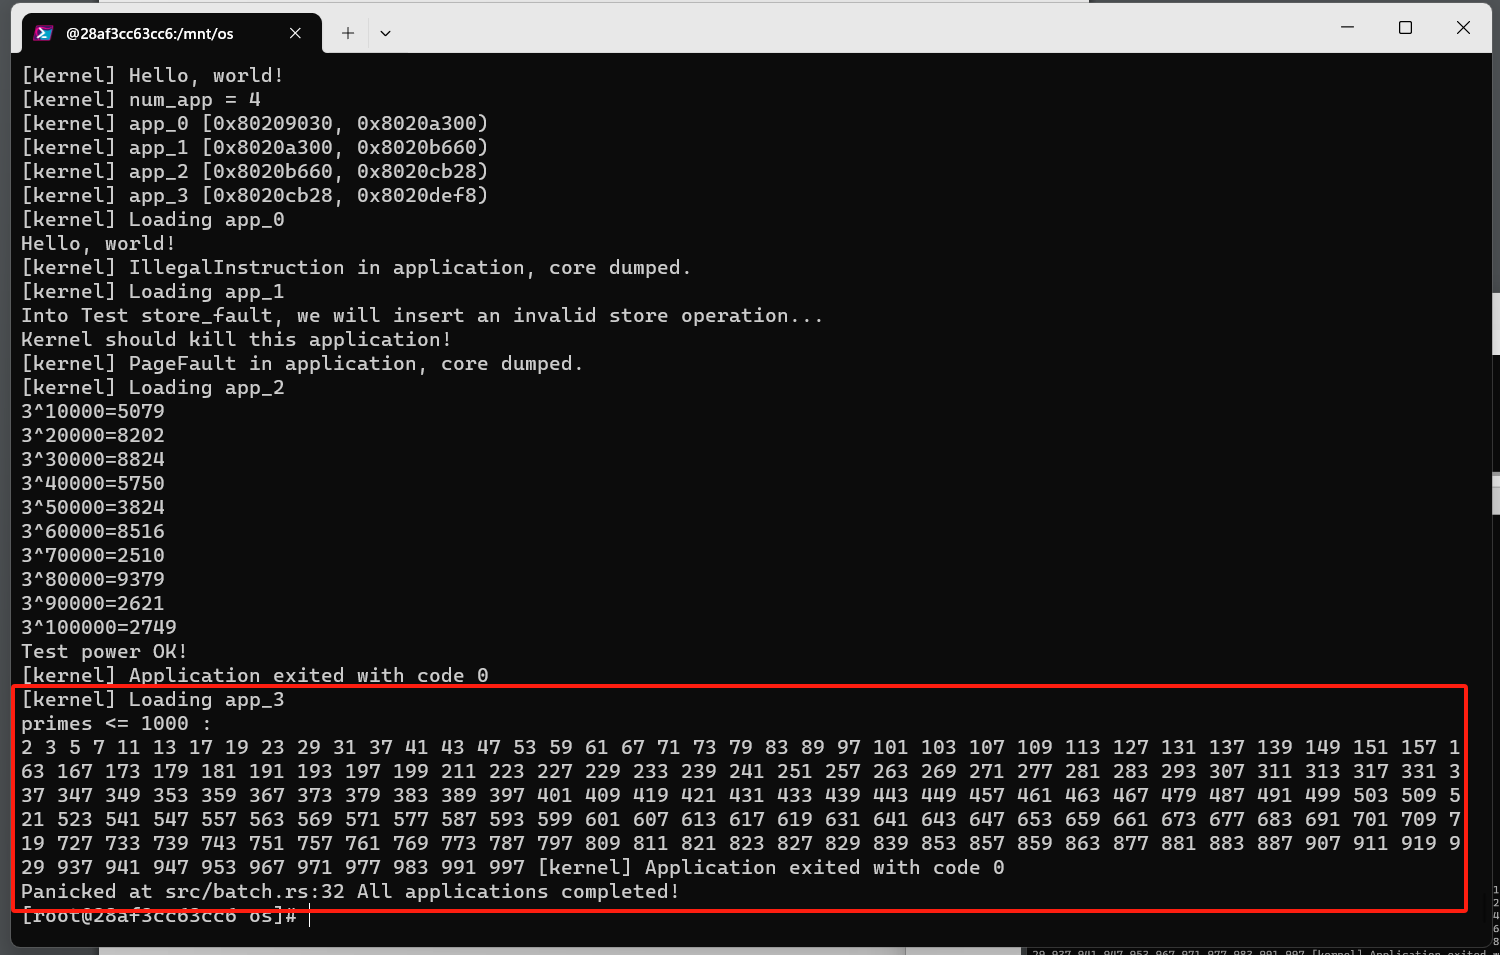 @28af3cc63cc6:/mnt/os
[Kernel] Hello, world!
[kernel] num_app = 4
[kernel] app_0 [0x80209030, 0x8020a300)
[kernel] app_1 [0x8020a300, 0x8020b660)
[kernel] app_2 [0x8020b660, 0x8020cb28)
[kernel] app_3 [0x8020cb28, 0x8020def8)
[kernel] Loading app_0
Hello, world!
[kernel] IllegalInstruction in application, core dumped.
[kernel] Loading app_1
Into Test store_fault, we will insert an invalid store operation...
Kernel should kill this application!
[kernel] PageFault in application, core dumped.
[kernel] Loading app_2
3^10000=5079
3^20000=8202
3^30000=8824
3^40000=5750
3^50000=3824
3^60000=8516
3^70000=2510
3^80000=9379
3^90000=2621
3^100000=2749
Test power OK!
[kernel] Application exited with code 0
[kernel] Loading app_3
primes <= 1000 :
2 3 5 7 11 13 17 19 23 29 31 37 41 43 47 53 59 61 67 71 73 79 83 89 97 101 103 107 109 113 127 131 137 139 149 151 157 1
63 167 173 179 181 191 193 197 199 211 223 227 229 233 239 241 251 257 263 269 271 277 281 283 293 307 311 313 317 331 3
37 347 349 353 359 367 373 379 383 389 397 401 409 419 421 431 433 439 443 449 457 461 463 467 479 487 491 499 503 509 5
21 523 541 547 557 563 569 571 577 587 593 599 601 607 613 617 619 631 641 643 647 653 659 661 673 677 683 691 701 709 7
19 727 733 739 743 751 757 761 769 773 787 797 809 811 821 823 827 829 839 853 857 859 863 877 881 883 887 907 911 919 9
29 937 941 947 953 967 971 977 983 991 997 [kernel] Application exited with code 0
Panicked at src/batch.rs:32 All applications completed!
[root@28af3cc63cc6 os]#